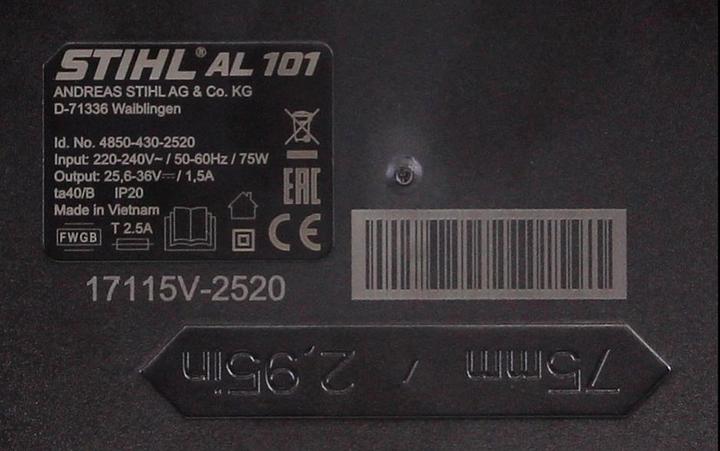 STIHL® AL 101
ANDREAS STIHL AG & Co. KG
D-71336 Waiblingen
Id. No. 4850-430-2520
Input: 220-240V~ / 50-60Hz / 75W
Output: 25,6-36V⎓ / 1,5A
ta40/B IP20
Made in Vietnam
FWGB T 2.5A
EAC
CE
17115V-2520
75mm / 2,95in